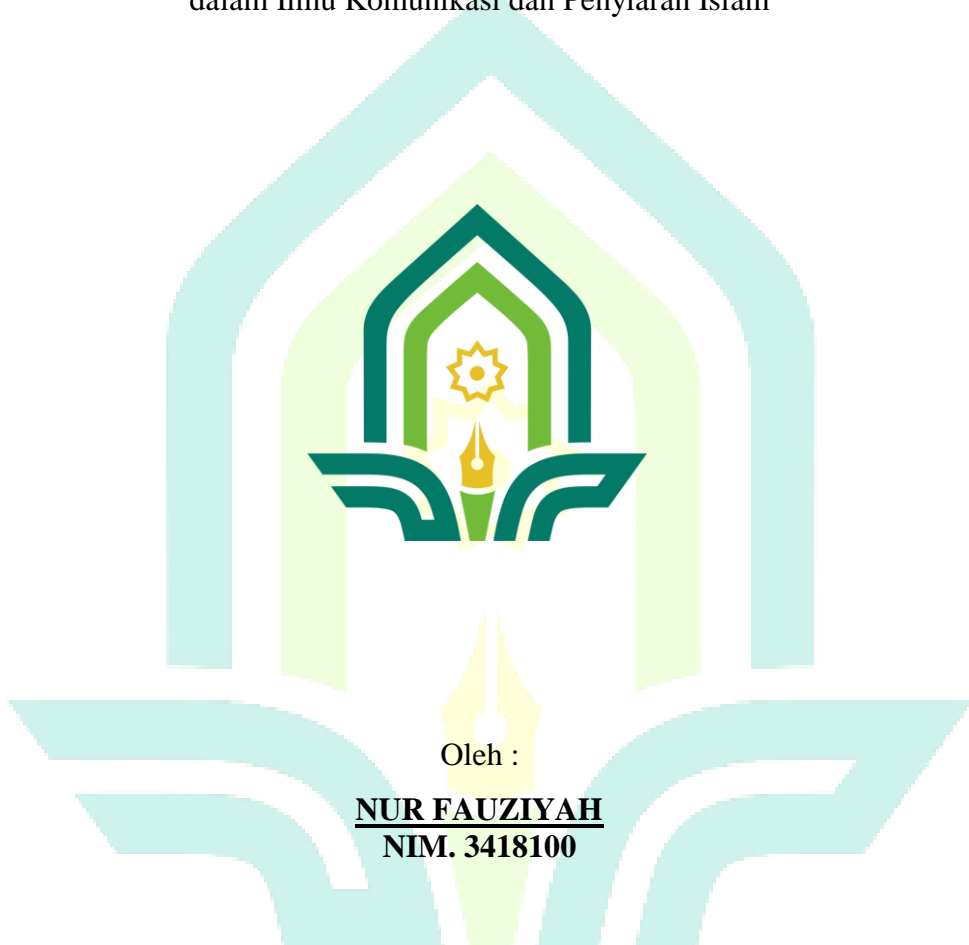 dalam Ilmu Komunikasi dan Penyiaran Islam
Oleh :
NUR FAUZIYAH
NIM. 3418100